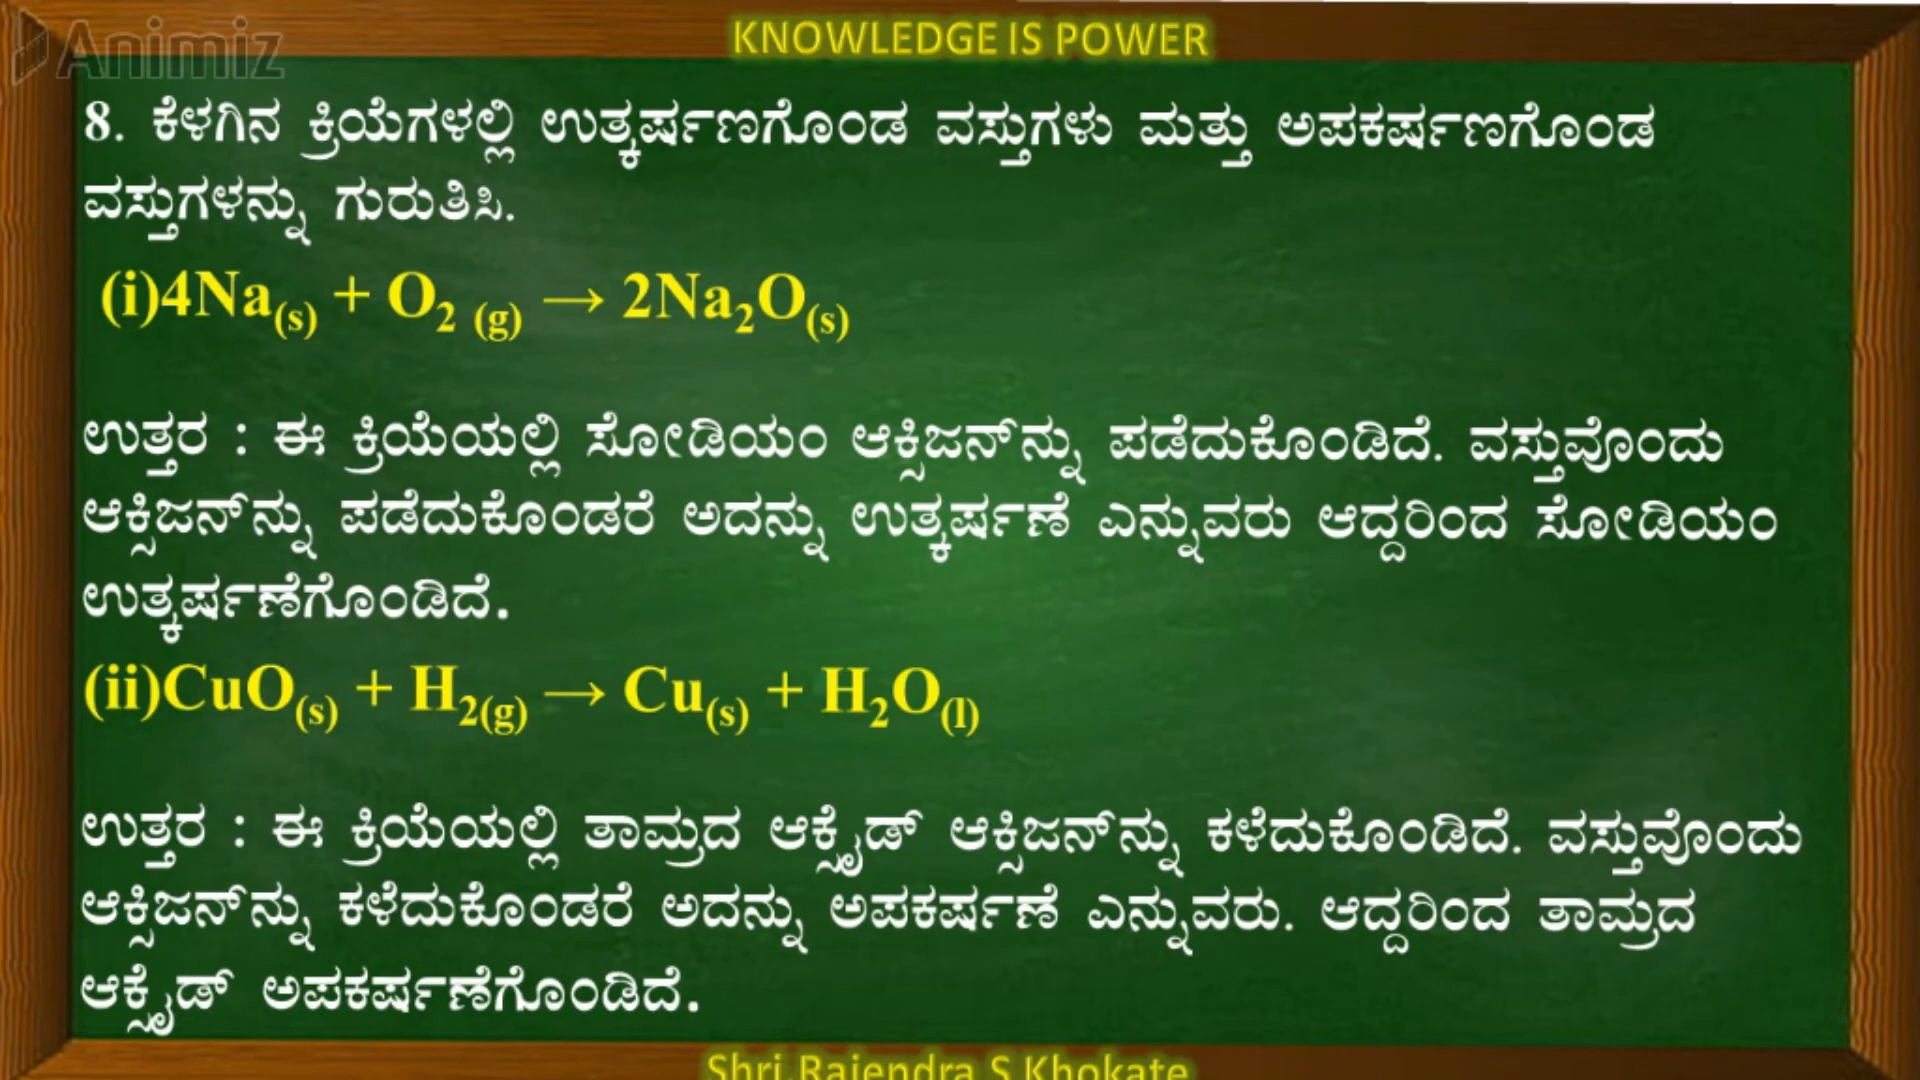 Animiz
KNOWLEDGE IS POWER
8. ಕೆಳಗಿನ ಕ್ರಿಯೆಗಳಲ್ಲಿ ಉತ್ಕರ್ಷಣಗೊಂಡ ವಸ್ತುಗಳು ಮತ್ತು ಅಪಕರ್ಷಣಗೊಂಡ
ವಸ್ತುಗಳನ್ನು ಗುರುತಿಸಿ.
(i)4Na(s) + O₂ (g) → 2Na₂O(s)
ಉತ್ತರ : ಈ ಕ್ರಿಯೆಯಲ್ಲಿ ಸೋಡಿಯಂ ಆಕ್ಸಿಜನ್‌ನ್ನು ಪಡೆದುಕೊಂಡಿದೆ. ವಸ್ತುವೊಂದು
ಆಕ್ಸಿಜನ್‌ನ್ನು ಪಡೆದುಕೊಂಡರೆ ಅದನ್ನು ಉತ್ಕರ್ಷಣೆ ಎನ್ನುವರು ಆದ್ದರಿಂದ ಸೋಡಿಯಂ
ಉತ್ಕರ್ಷಣೆಗೊಂಡಿದೆ.
(ii)CuO(s) + H₂(g) → Cu(s) + H₂O(l)
ಉತ್ತರ : ಈ ಕ್ರಿಯೆಯಲ್ಲಿ ತಾಮ್ರದ ಆಕ್ಸೈಡ್ ಆಕ್ಸಿಜನ್‌ನ್ನು ಕಳೆದುಕೊಂಡಿದೆ. ವಸ್ತುವೊಂದು
ಆಕ್ಸಿಜನ್‌ನ್ನು ಕಳೆದುಕೊಂಡರೆ ಅದನ್ನು ಅಪಕರ್ಷಣೆ ಎನ್ನುವರು. ಆದ್ದರಿಂದ ತಾಮ್ರದ
ಆಕ್ಸೈಡ್ ಅಪಕರ್ಷಣೆಗೊಂಡಿದೆ.
Shri.Rajendra S Khokate